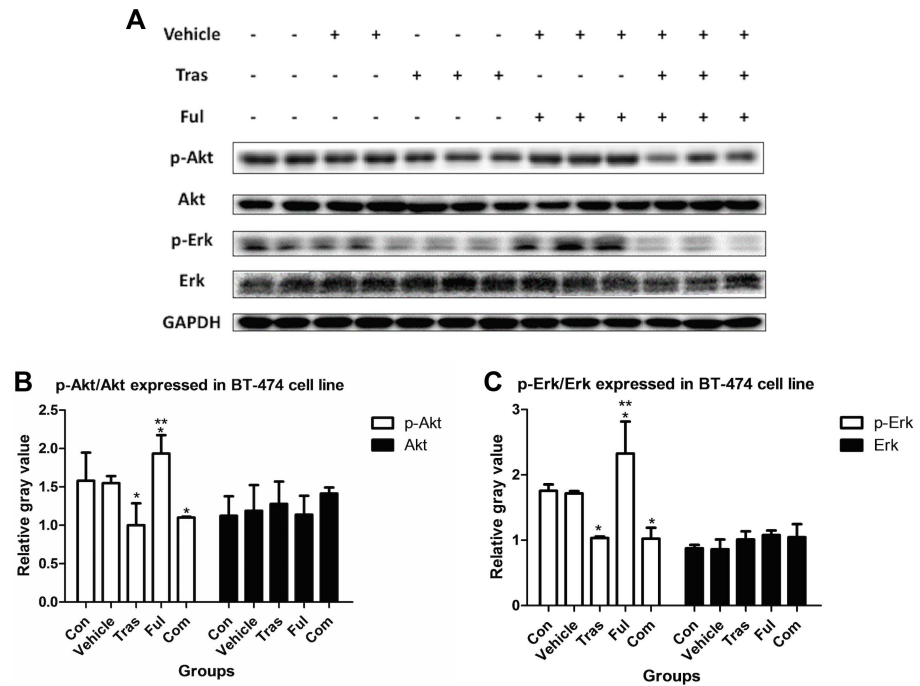 A
Vehicle - - + + - - - + + + + + +
Tras - - - - + + + - - - + + +
Ful - - - - - - - + + + + + +
p-Akt
Akt
p-Erk
Erk
GAPDH
B
p-Akt/Akt expressed in BT-474 cell line
Relative gray value
2.5
2.0
1.5
1.0
0.5
0.0
* ** * *
p-Akt
Akt
Con Vehicle Tras Ful Com Con Vehicle Tras Ful Com
Groups
C
p-Erk/Erk expressed in BT-474 cell line
Relative gray value
3
2
1
0
* ** * *
p-Erk
Erk
Con Vehicle Tras Ful Com Con Vehicle Tras Ful Com
Groups